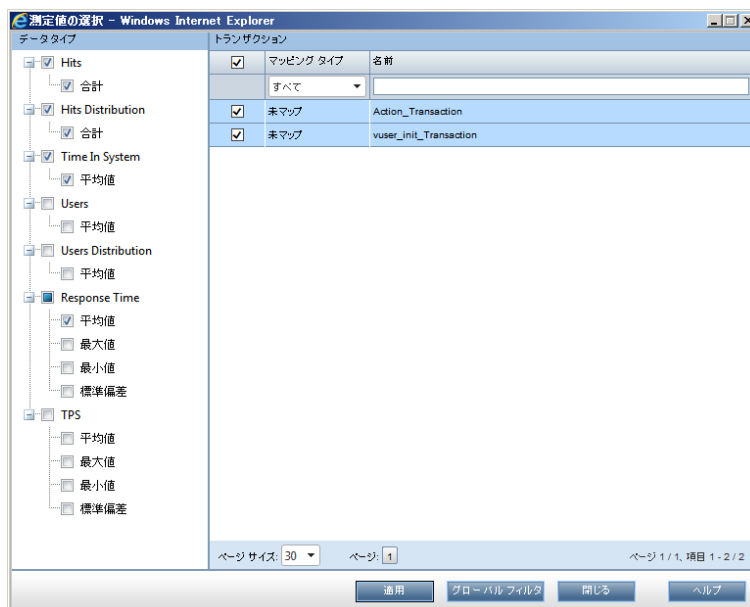 測定値の選択 - Windows Internet Explorer
データタイプ
Hits
合計
Hits Distribution
合計
Time In System
平均値
Users
平均値
Users Distribution
平均値
Response Time
平均値
最大値
最小値
標準偏差
TPS
平均値
最大値
最小値
標準偏差
トランザクション
マッピング タイプ 名前
すべて
未マップ Action_Transaction
未マップ vuser_init_Transaction
ページ サイズ: 30 ページ: 1 ページ 1 / 1、項目 1 - 2 / 2
適用 グローバル フィルタ 閉じる ヘルプ